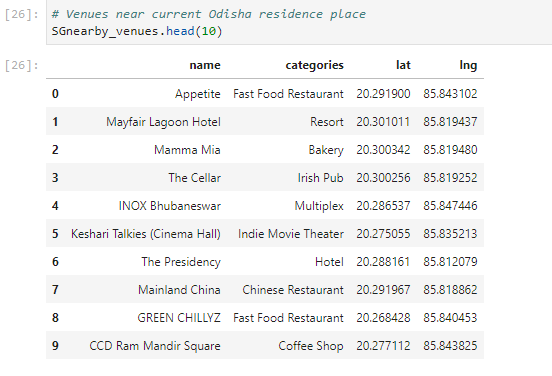 [26]: # Venues near current Odisha residence place
SGnearby_venues.head(10)
[26]: name categories lat lng
0 Appetite Fast Food Restaurant 20.291900 85.843102
1 Mayfair Lagoon Hotel Resort 20.301011 85.819437
2 Mamma Mia Bakery 20.300342 85.819480
3 The Cellar Irish Pub 20.300256 85.819252
4 INOX Bhubaneswar Multiplex 20.286537 85.847446
5 Keshari Talkies (Cinema Hall) Indie Movie Theater 20.275055 85.835213
6 The Presidency Hotel 20.288161 85.812079
7 Mainland China Chinese Restaurant 20.291967 85.818862
8 GREEN CHILLYZ Fast Food Restaurant 20.268428 85.840453
9 CCD Ram Mandir Square Coffee Shop 20.277112 85.843825